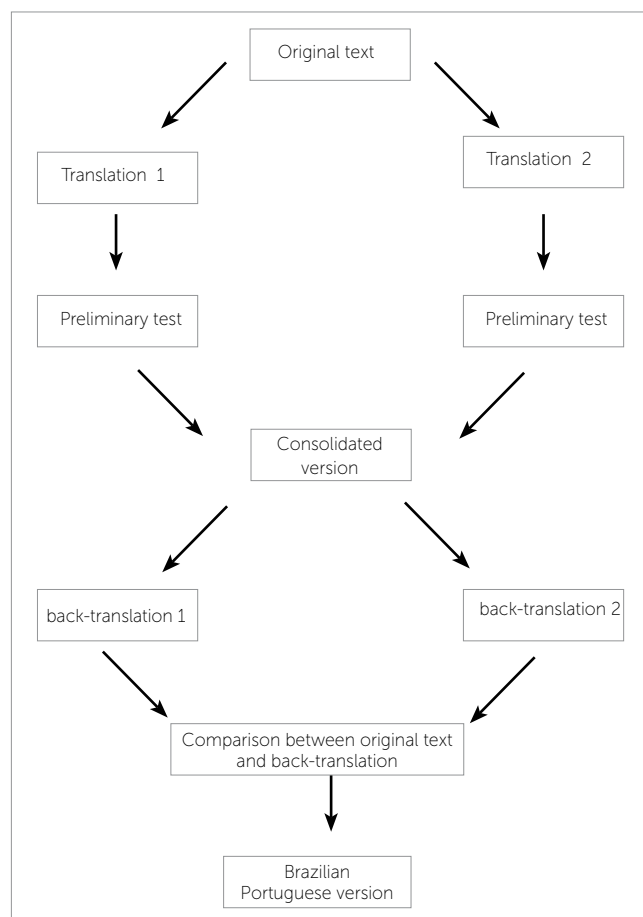 Original text
Translation 1
Translation 2
Preliminary test
Preliminary test
Consolidated
version
back-translation 1
back-translation 2
Comparison between original text
and back-translation
Brazilian
Portuguese version